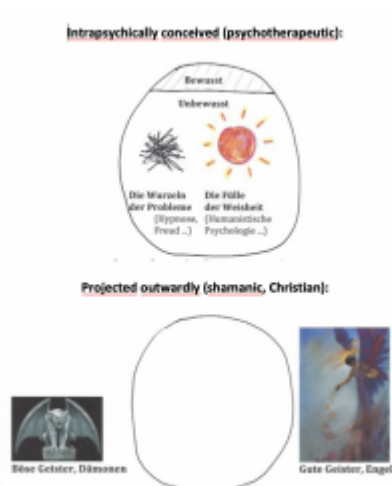 Intrapsychically conceived (psychotherapeutic):
Bewusst
Unbewusst
Die Wurzeln
der Probleme
(Hypnose,
Freud ...)
Die Fülle
der Weisheit
(Humanistische
Psychologie ...)
Projected outwardly (shamanic, Christian):
Böse Geister, Dämonen
Gute Geister, Engel